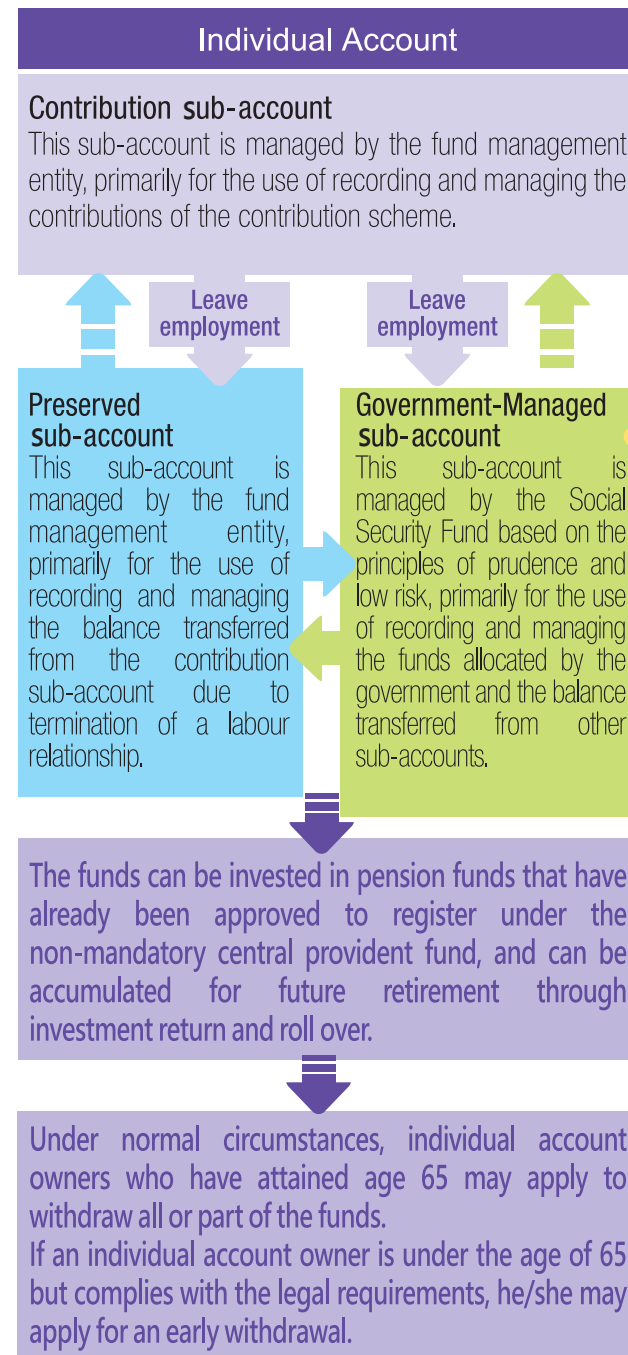 Individual Account
Contribution sub-account
This sub-account is managed by the fund management
entity, primarily for the use of recording and managing the
contributions of the contribution scheme.
Leave
employment
Leave
employment
Preserved
sub-account
This sub-account is
managed by the fund
management entity,
primarily for the use of
recording and managing
the balance transferred
from the contribution
sub-account due to
termination of a labour
relationship.
Government-Managed
sub-account
This sub-account is
managed by the Social
Security Fund based on the
principles of prudence and
low risk, primarily for the use
of recording and managing
the funds allocated by the
government and the balance
transferred from other
sub-accounts.
The funds can be invested in pension funds that have
already been approved to register under the
non-mandatory central provident fund, and can be
accumulated for future retirement through
investment return and roll over.
Under normal circumstances, individual account
owners who have attained age 65 may apply to
withdraw all or part of the funds.
If an individual account owner is under the age of 65
but complies with the legal requirements, he/she may
apply for an early withdrawal.